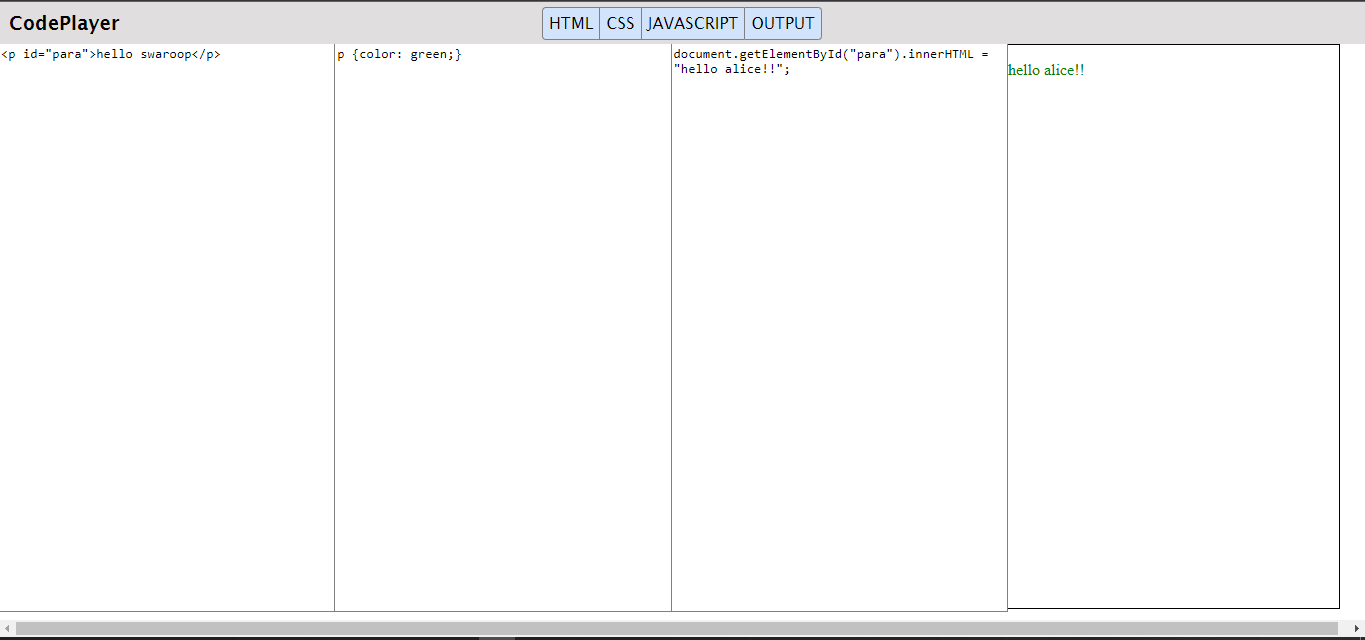 CodePlayer
HTML CSS JAVASCRIPT OUTPUT
<p id="para">hello swaroop</p>
p {color: green;}
document.getElementById("para").innerHTML =
"hello alice!!";
hello alice!!